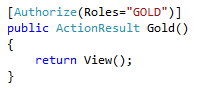 [Authorize(Roles="GOLD")]
public ActionResult Gold()
{
    return View();
}